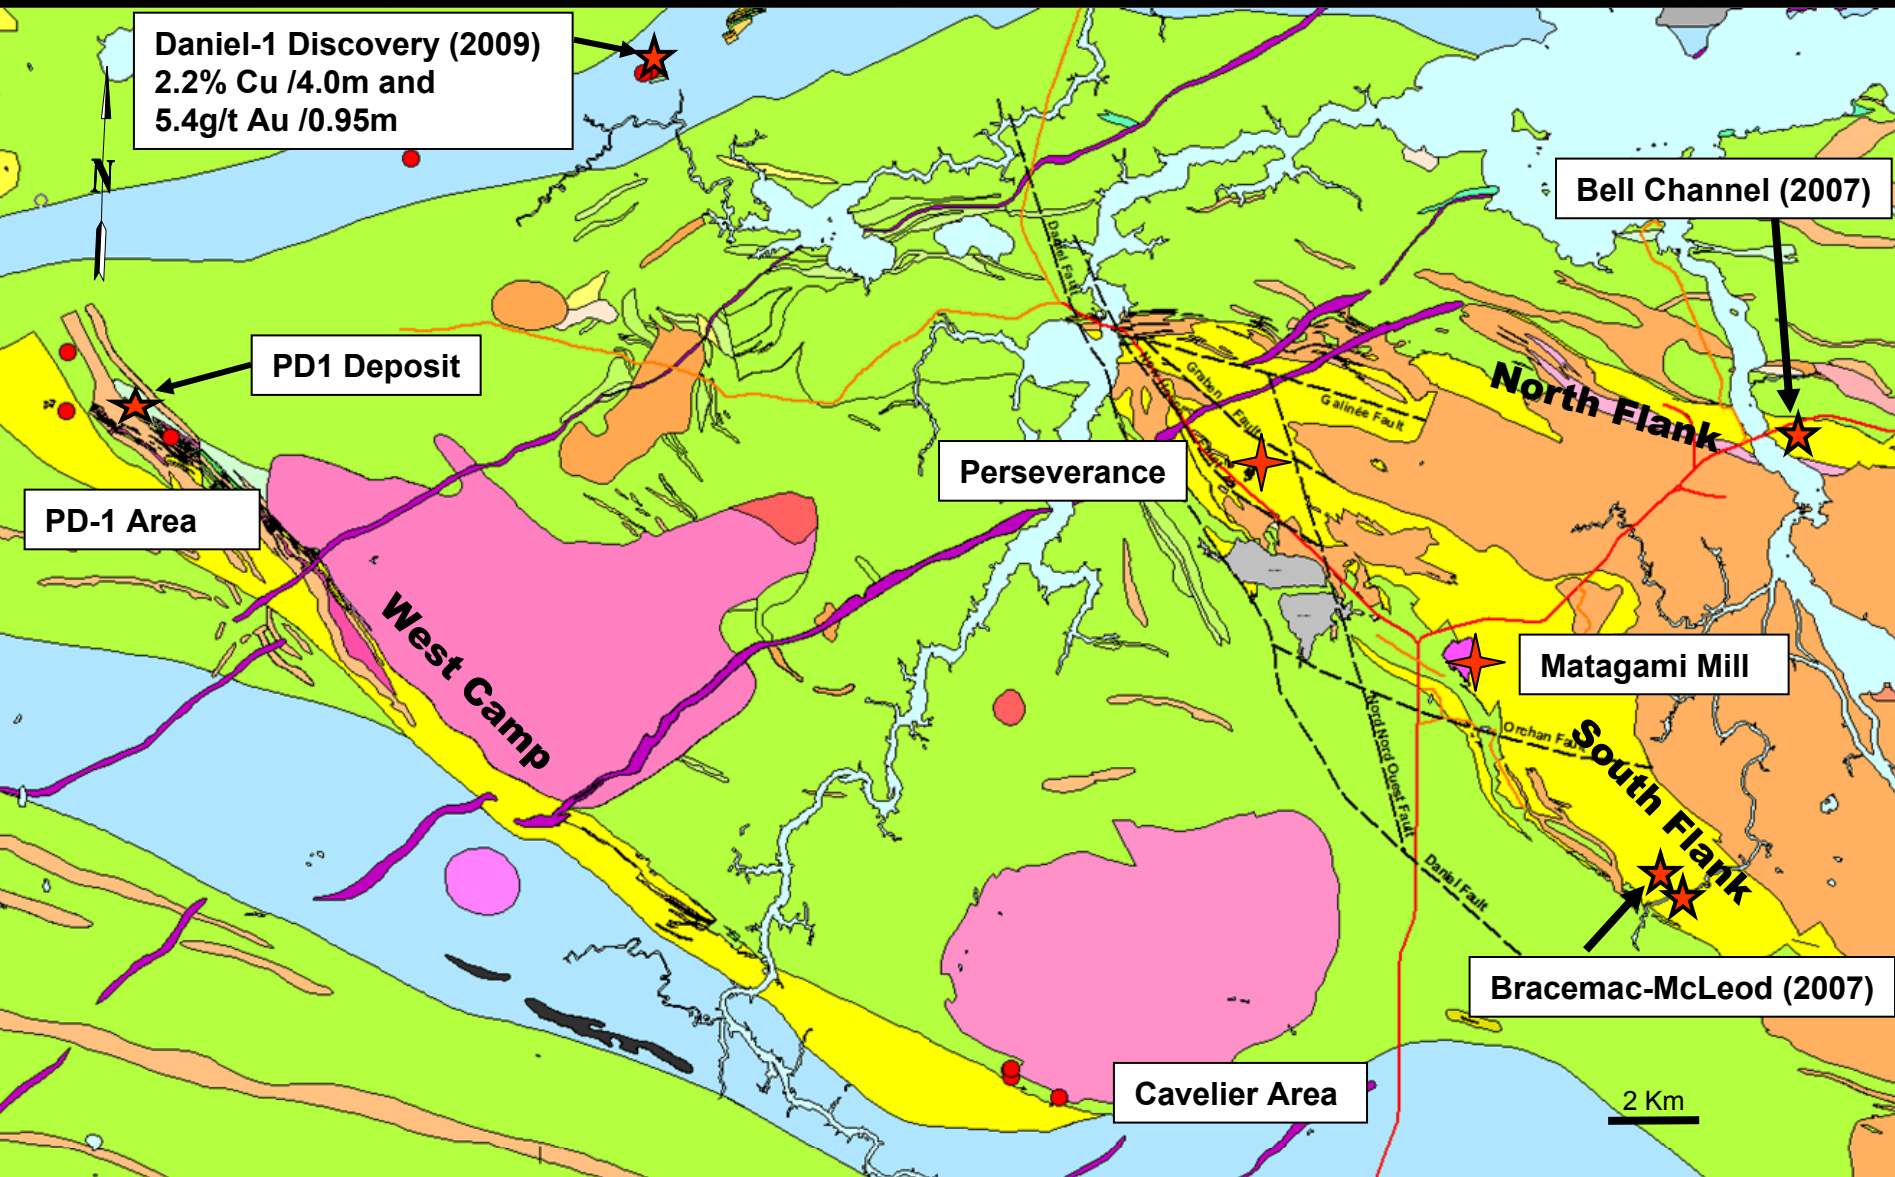 Daniel-1 Discovery (2009)
2.2% Cu /4.0m and
5.4g/t Au /0.95m
N
Bell Channel (2007)
Daniel Fault
PD1 Deposit
Graben Fault
Galinée Fault
North Flank
Perseverance
PD-1 Area
West Camp
Matagami Mill
Orchan Fault
South Flank
Nord Nord Ouest Fault
Daniel Fault
Bracemac-McLeod (2007)
Cavelier Area
2 Km